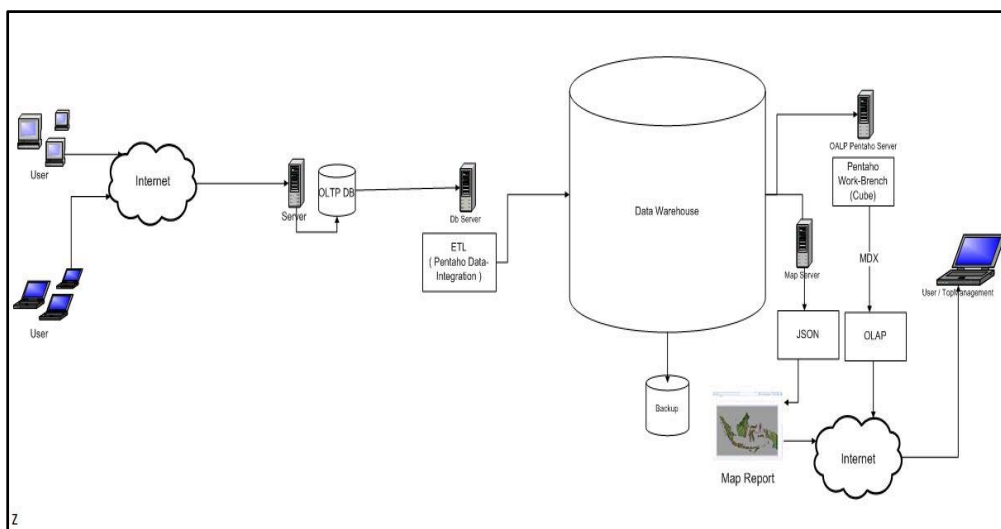 User
Internet
User
Server
OLTP DB
Db Server
ETL
( Pentaho Data-
Integration )
Data Warehouse
Backup
OALP Pentaho Server
Pentaho
Work-Brench
(Cube)
Map Server
MDX
JSON
OLAP
User / TopManagement
Map Report
Internet
Z